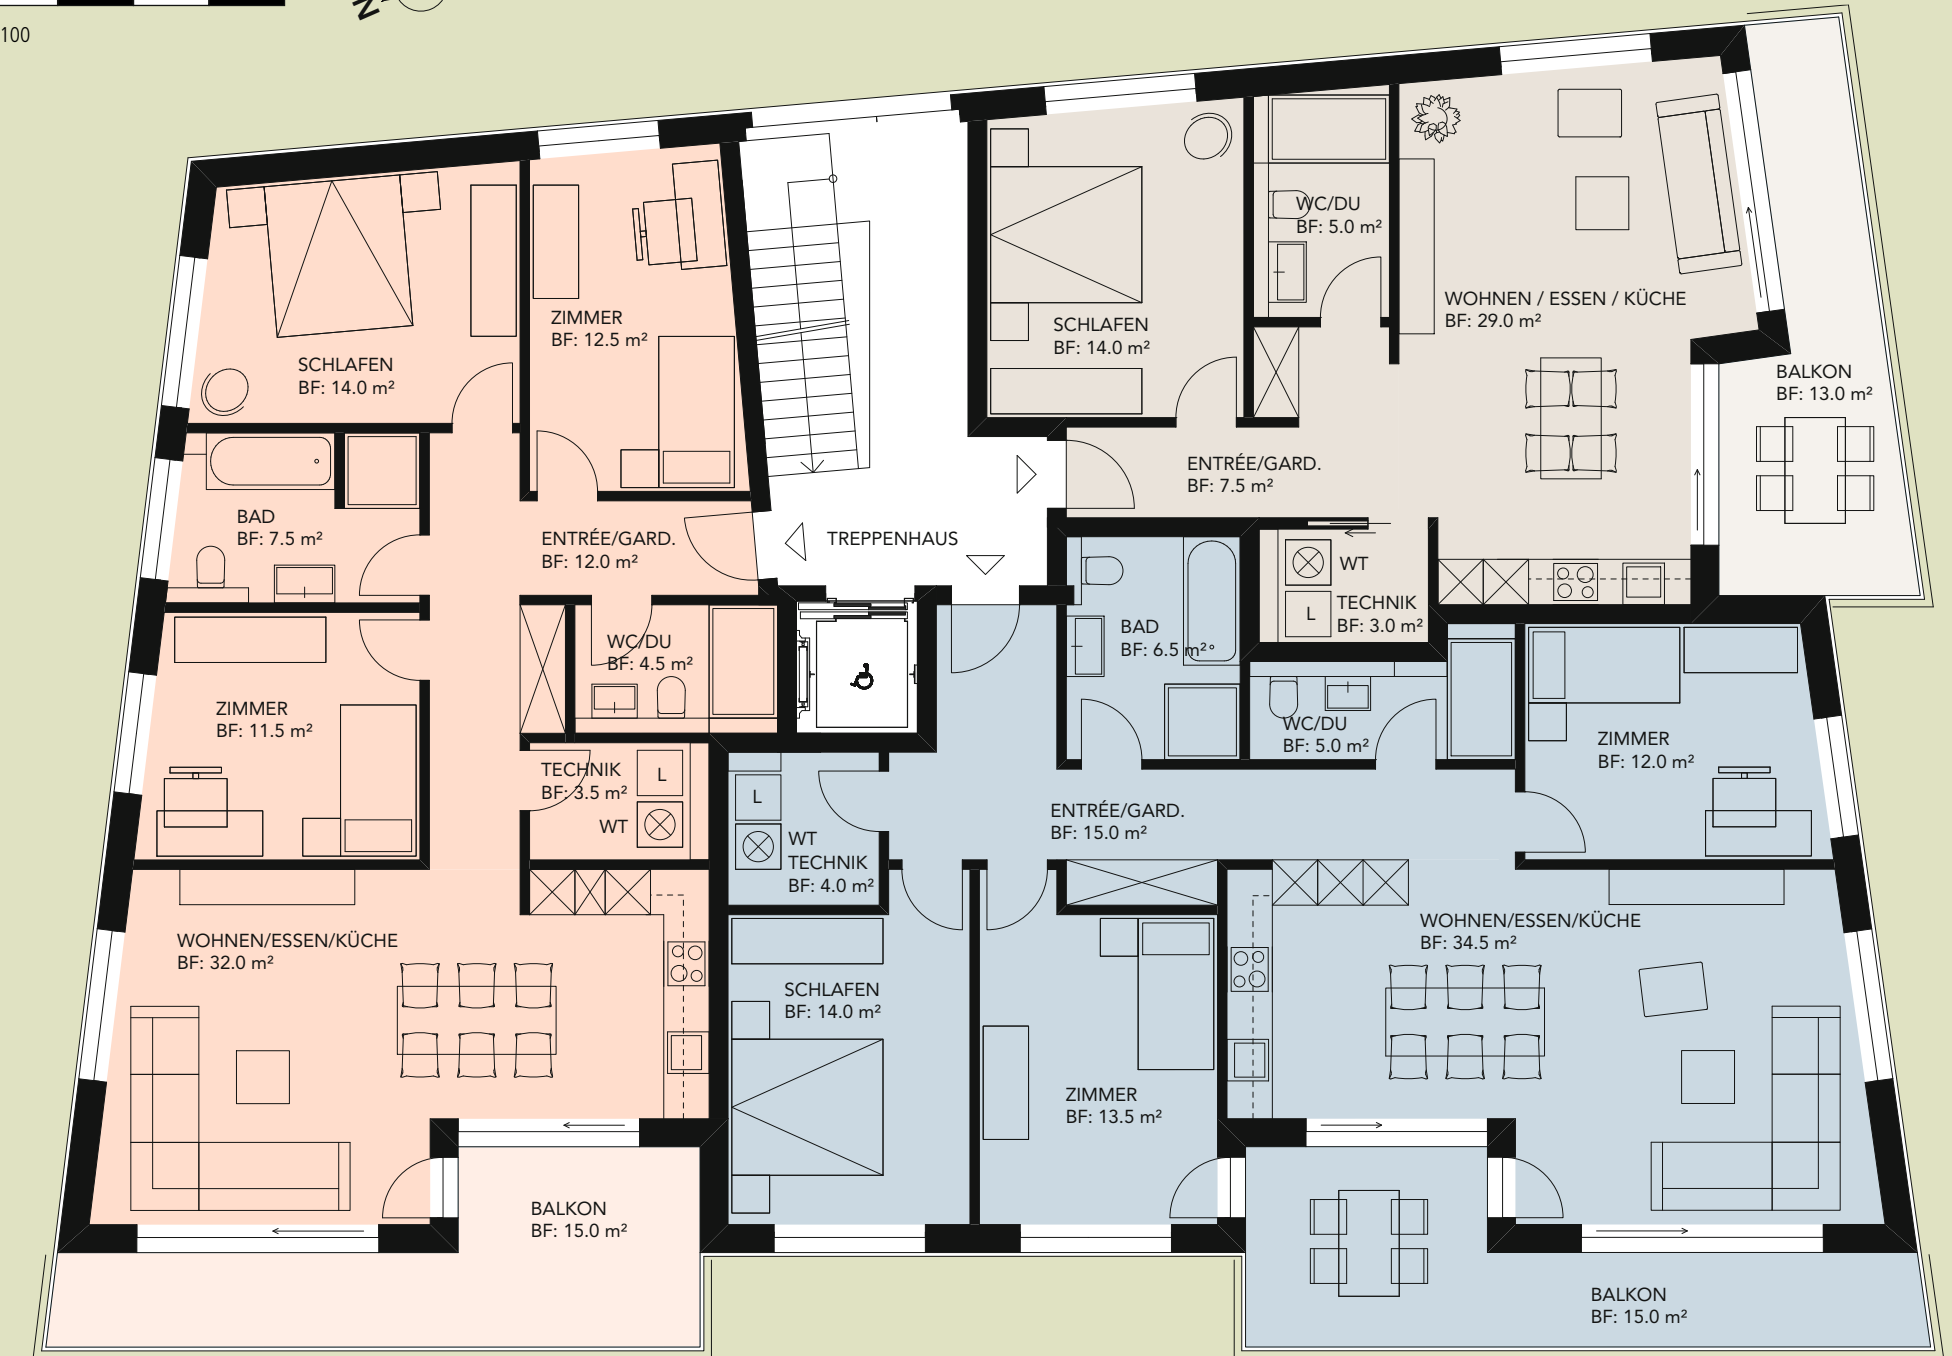 100
N
SCHLAFEN
BF: 14.0 m²
ZIMMER
BF: 12.5 m²
BAD
BF: 7.5 m²
ENTRÉE/GARD.
BF: 12.0 m²
WC/DU
BF: 4.5 m²
ZIMMER
BF: 11.5 m²
TECHNIK
BF: 3.5 m²
L
WT
WOHNEN/ESSEN/KÜCHE
BF: 32.0 m²
BALKON
BF: 15.0 m²
TREPPENHAUS
SCHLAFEN
BF: 14.0 m²
WC/DU
BF: 5.0 m²
WOHNEN / ESSEN / KÜCHE
BF: 29.0 m²
BALKON
BF: 13.0 m²
ENTRÉE/GARD.
BF: 7.5 m²
WT
L
TECHNIK
BF: 3.0 m²
BAD
BF: 6.5 m²
WC/DU
BF: 5.0 m²
ZIMMER
BF: 12.0 m²
ENTRÉE/GARD.
BF: 15.0 m²
L
WT
TECHNIK
BF: 4.0 m²
SCHLAFEN
BF: 14.0 m²
ZIMMER
BF: 13.5 m²
WOHNEN/ESSEN/KÜCHE
BF: 34.5 m²
BALKON
BF: 15.0 m²